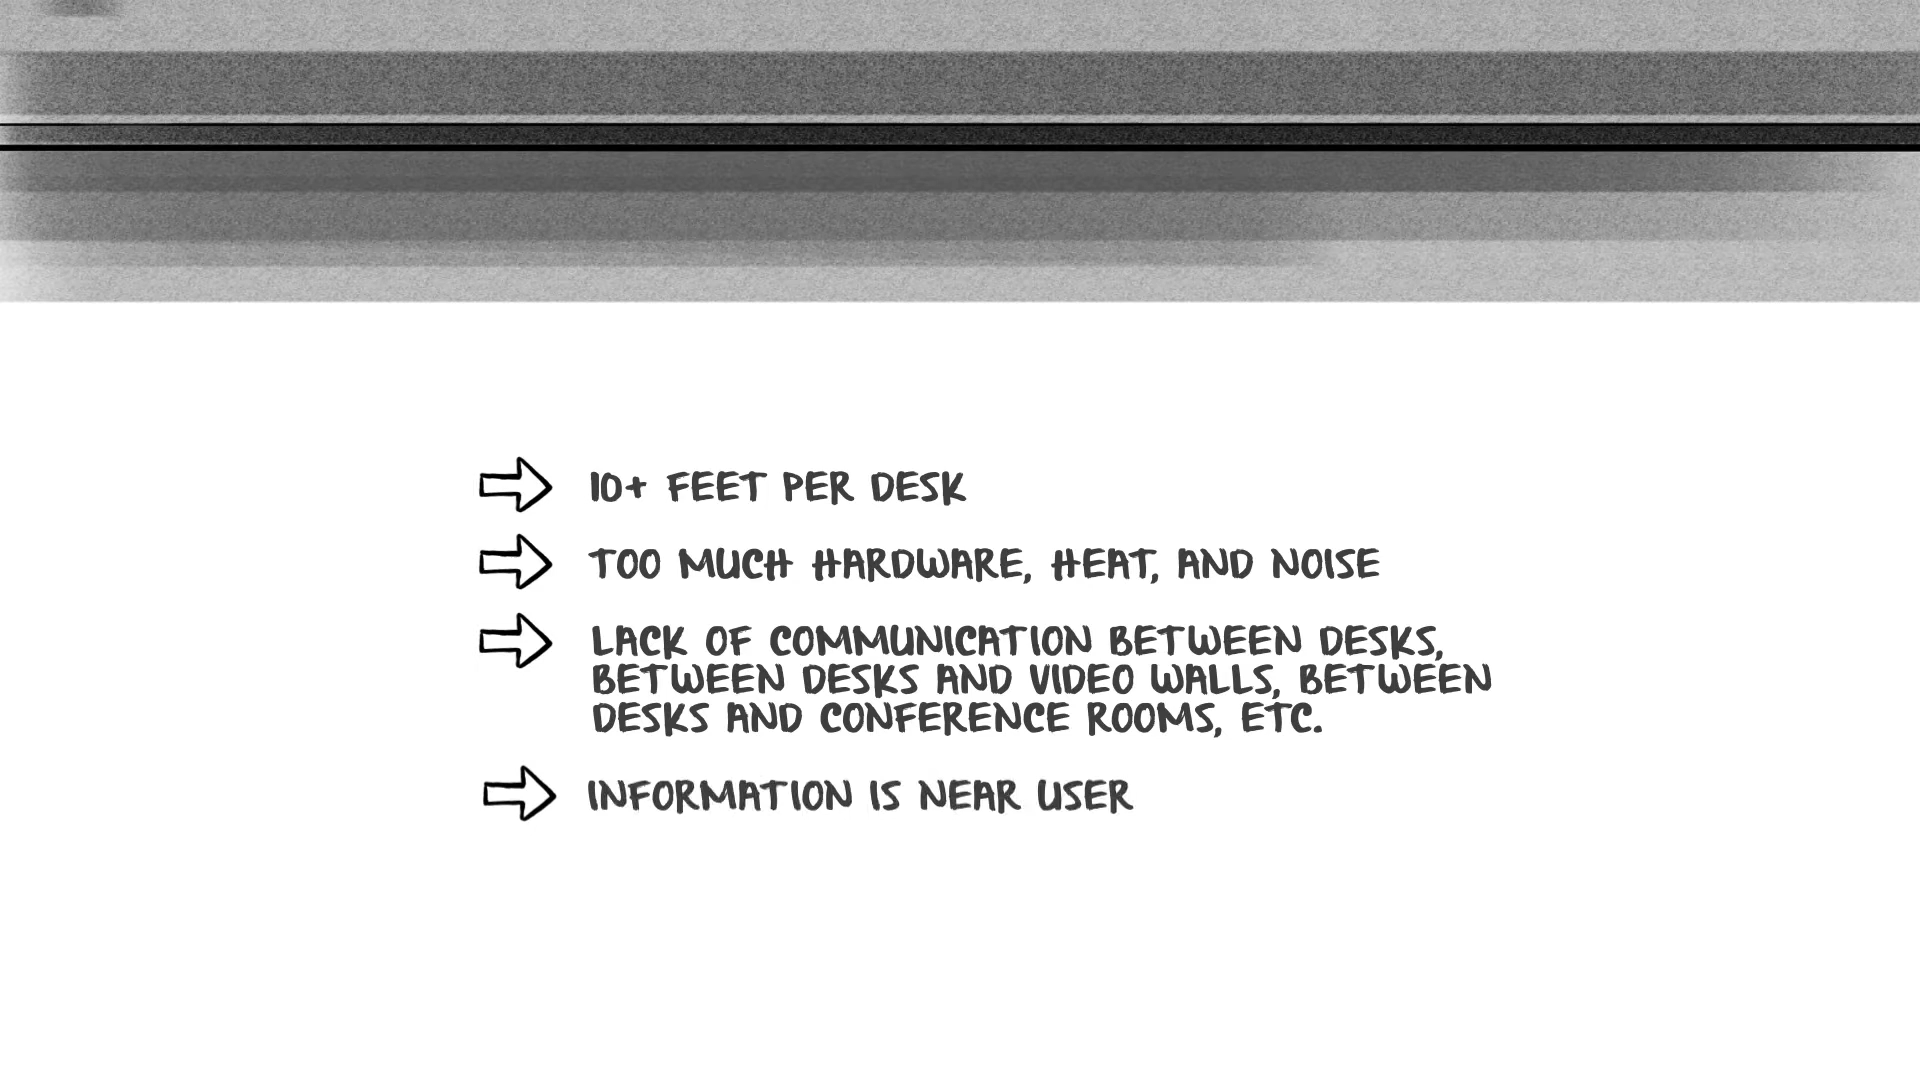 10+ FEET PER DESK
TOO MUCH HARDWARE, HEAT, AND NOISE
LACK OF COMMUNICATION BETWEEN DESKS,
BETWEEN DESKS AND VIDEO WALLS, BETWEEN
DESKS AND CONFERENCE ROOMS, ETC.
INFORMATION IS NEAR USER